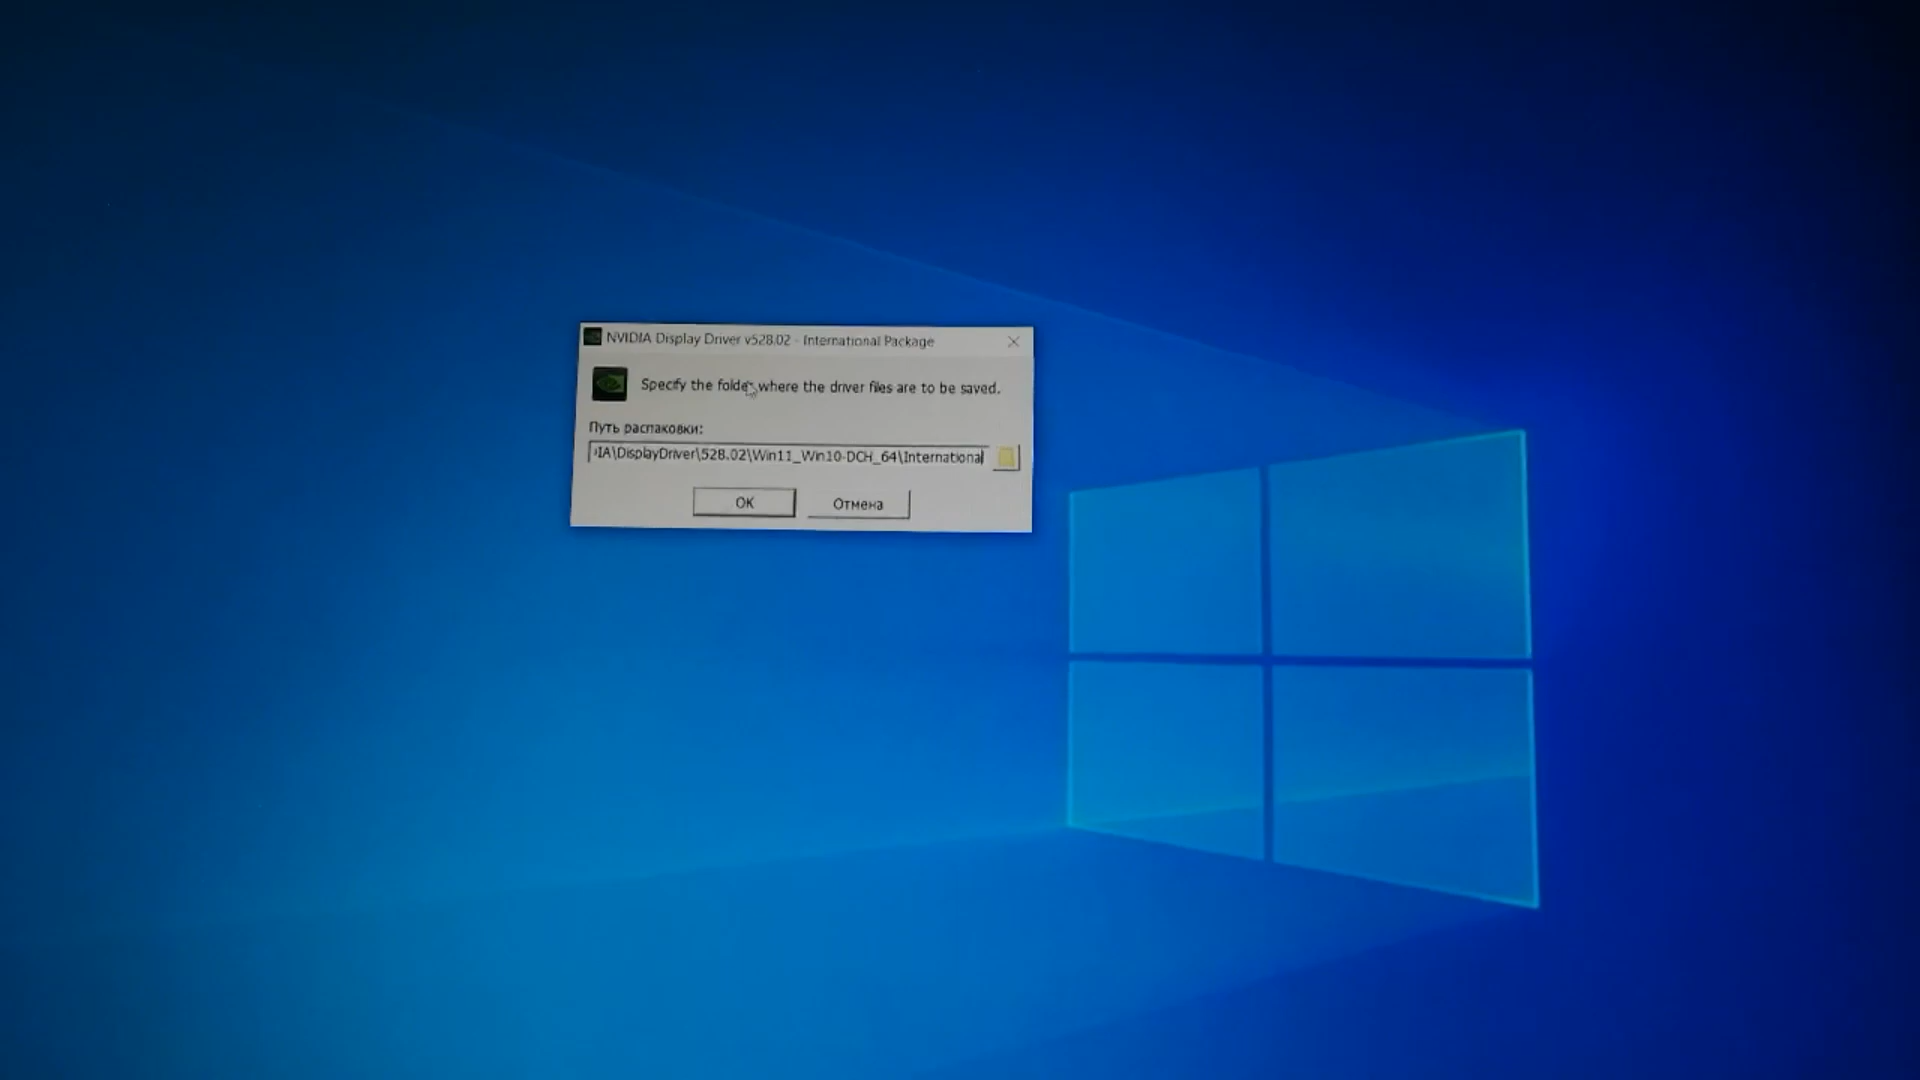 NVIDIA Display Driver v528.02 - International Package
Specify the folder where the driver files are to be saved.
Путь распаковки:
IA\DisplayDriver\528.02\Win11_Win10-DCH_64\International
OK
Отмена